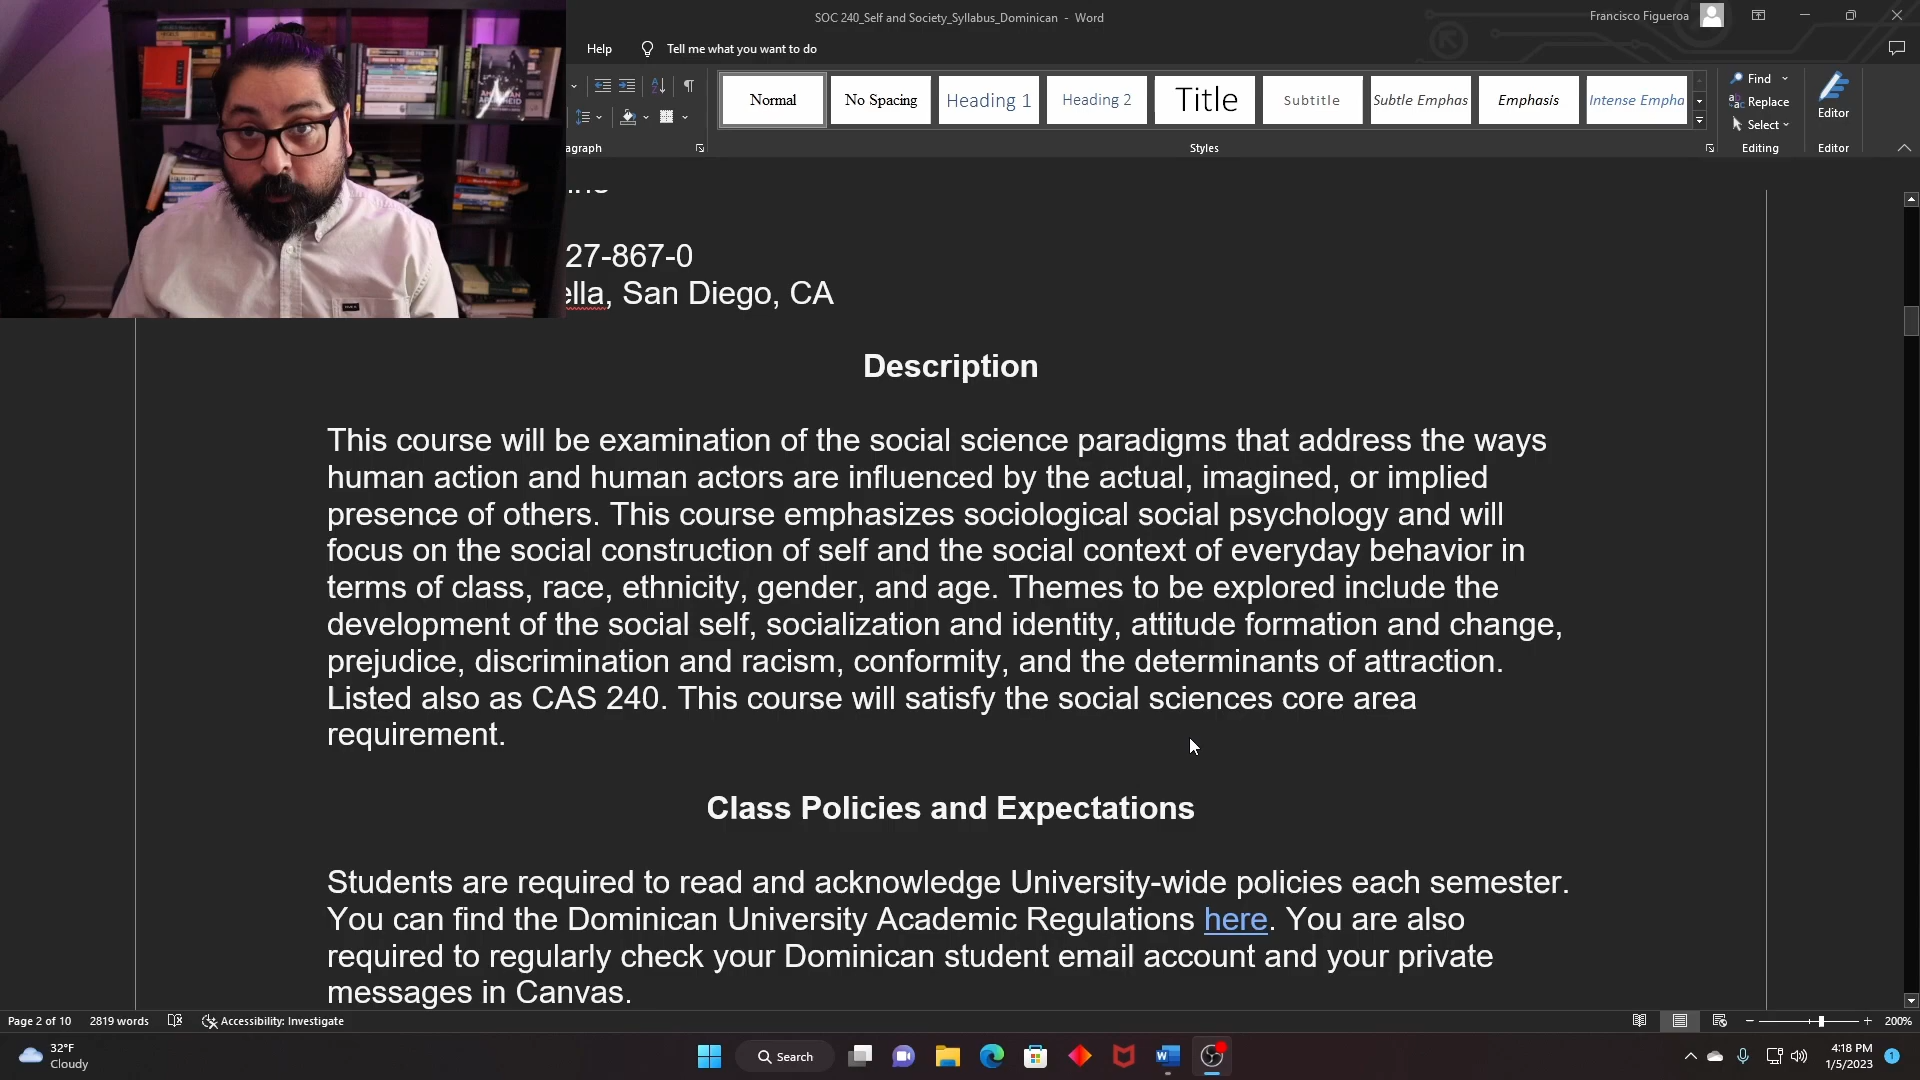 SOC 240_Self and Society_Syllabus_Dominican - Word
Francisco Figueroa
Help
Tell me what you want to do
Normal
No Spacing
Heading 1
Heading 2
Title
Subtitle
Subtle Emphas
Emphasis
Intense Empha
Find
Replace
Select
Editor
agraph
Styles
Editing
Editor
27-867-0
ella, San Diego, CA
Description
This course will be examination of the social science paradigms that address the ways
human action and human actors are influenced by the actual, imagined, or implied
presence of others. This course emphasizes sociological social psychology and will
focus on the social construction of self and the social context of everyday behavior in
terms of class, race, ethnicity, gender, and age. Themes to be explored include the
development of the social self, socialization and identity, attitude formation and change,
prejudice, discrimination and racism, conformity, and the determinants of attraction.
Listed also as CAS 240. This course will satisfy the social sciences core area
requirement.
Class Policies and Expectations
Students are required to read and acknowledge University-wide policies each semester.
You can find the Dominican University Academic Regulations here. You are also
required to regularly check your Dominican student email account and your private
messages in Canvas.
Page 2 of 10
2819 words
Accessibility: Investigate
200%
32°F
Cloudy
Search
4:18 PM
1/5/2023
1